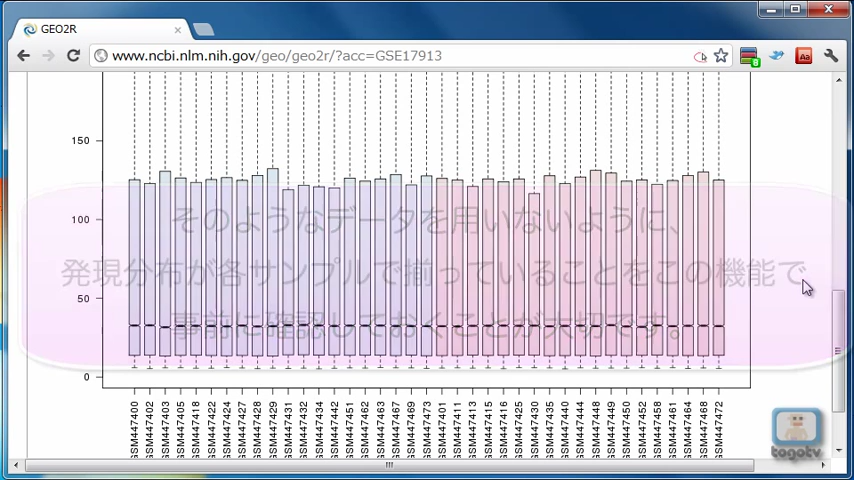 GEO2R
www.ncbi.nlm.nih.gov/geo/geo2r/?acc=GSE17913
8
Aa
150
100
50
0
そのようなデータを用いないように、
発現分布が各サンプルで揃っていることをこの機能で
事前に確認しておくことが大切です。
GSM447400
GSM447402
GSM447403
GSM447405
GSM447418
GSM447422
GSM447424
GSM447427
GSM447428
GSM447429
GSM447431
GSM447432
GSM447434
GSM447442
GSM447451
GSM447462
GSM447463
GSM447467
GSM447469
GSM447473
GSM447401
GSM447411
GSM447413
GSM447415
GSM447416
GSM447425
GSM447430
GSM447435
GSM447440
GSM447444
GSM447448
GSM447449
GSM447450
GSM447452
GSM447458
GSM447461
GSM447464
GSM447468
GSM447472
togotv